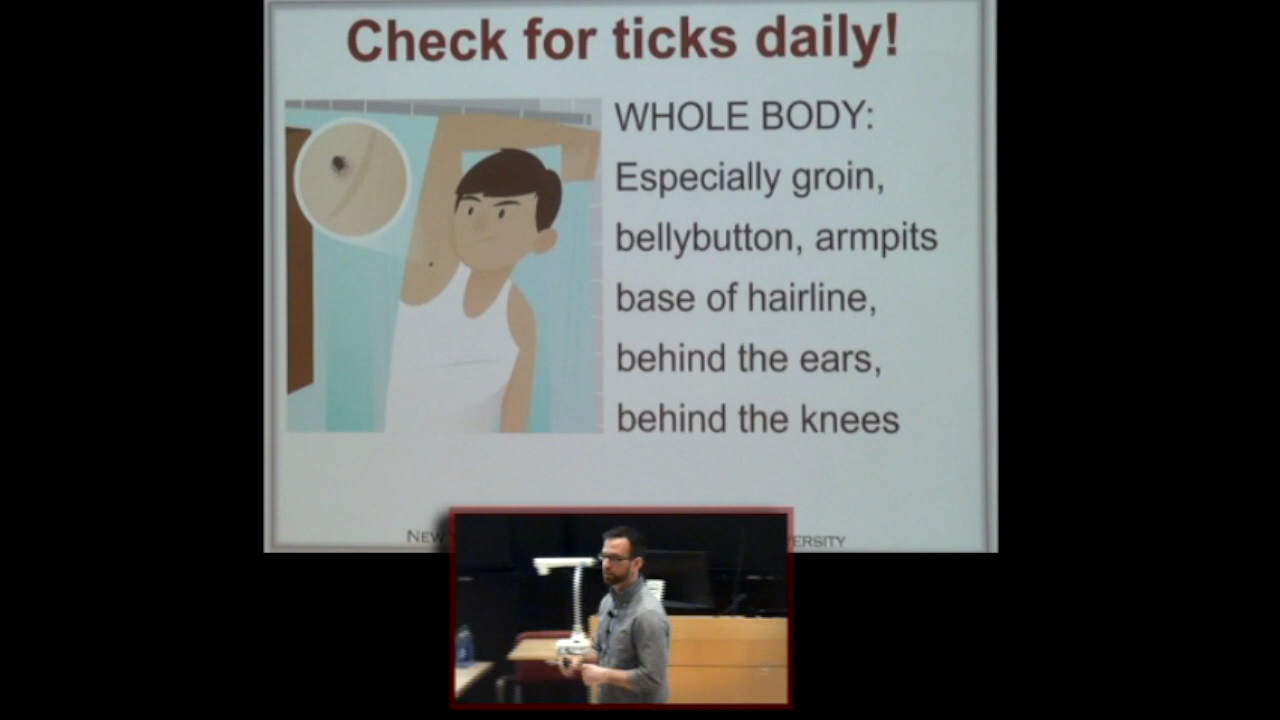 Check for ticks daily!
WHOLE BODY:
Especially groin,
bellybutton, armpits
base of hairline,
behind the ears,
behind the knees
NEW